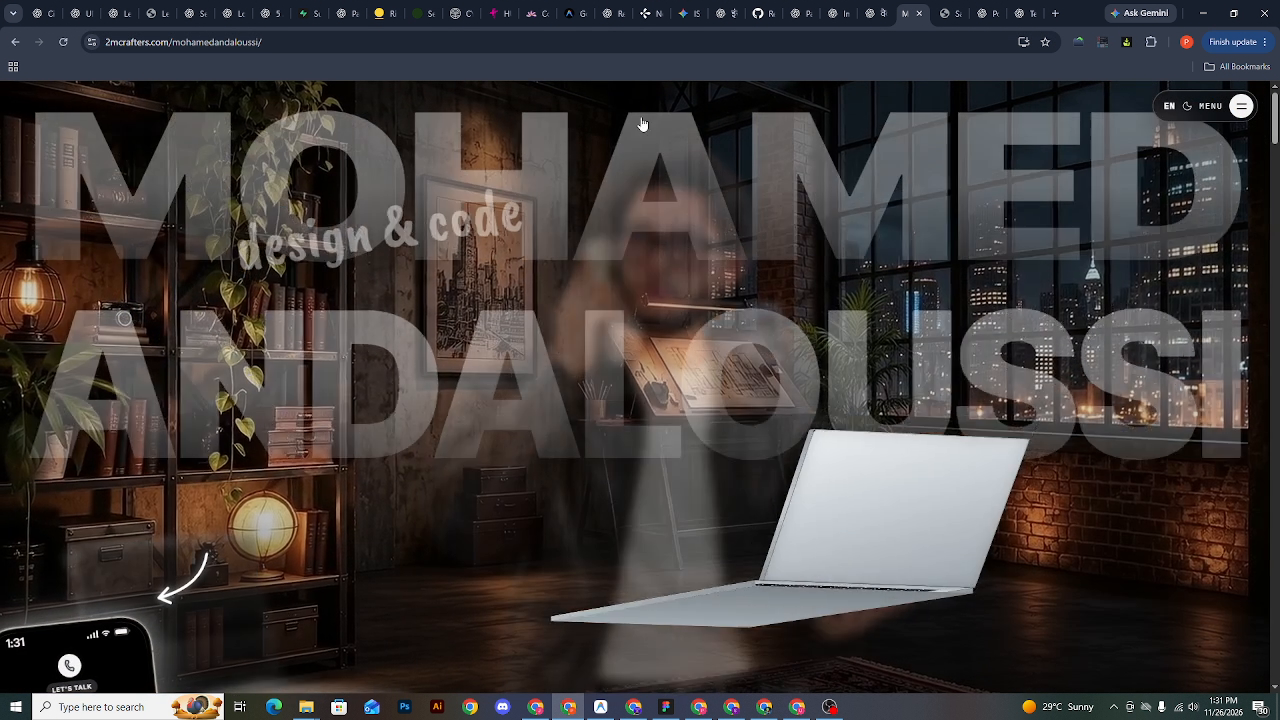 Ask Gemini
2mcrafters.com/mohamedandaloussi/
P
Finish update
All Bookmarks
MOHAMED
EN
MENU
design & code
ANDALOUSSI
1:31
LET'S TALK
Type here to search
29°C Sunny
1:31 PM
11/26/2026